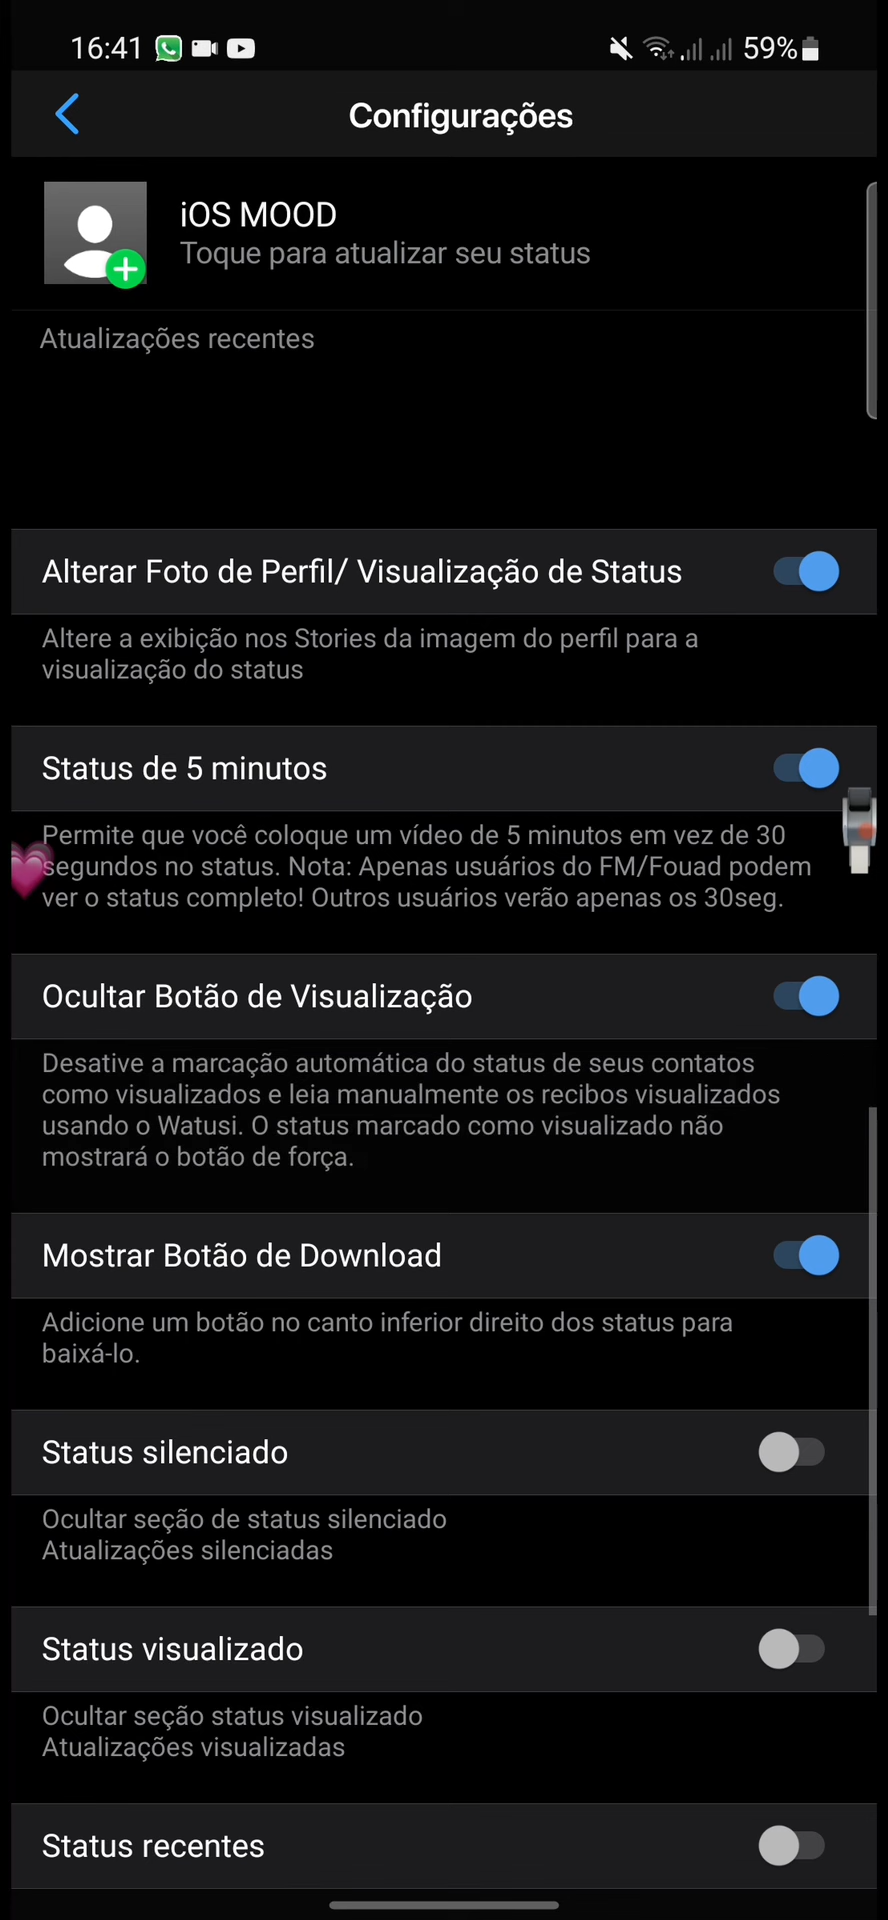 16:41
59%
Configurações
iOS MOOD
Toque para atualizar seu status
Atualizações recentes
Alterar Foto de Perfil/ Visualização de Status
Altere a exibição nos Stories da imagem do perfil para a
visualização do status
Status de 5 minutos
Permite que você coloque um vídeo de 5 minutos em vez de 30
segundos no status. Nota: Apenas usuários do FM/Fouad podem
ver o status completo! Outros usuários verão apenas os 30seg.
Ocultar Botão de Visualização
Desative a marcação automática do status de seus contatos
como visualizados e leia manualmente os recibos visualizados
usando o Watusi. O status marcado como visualizado não
mostrará o botão de força.
Mostrar Botão de Download
Adicione um botão no canto inferior direito dos status para
baixá-lo.
Status silenciado
Ocultar seção de status silenciado
Atualizações silenciadas
Status visualizado
Ocultar seção status visualizado
Atualizações visualizadas
Status recentes